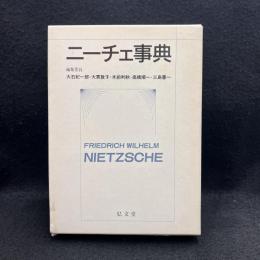 ニーチェ事典
編集委員
大石紀一郎・大貫敦子・木前利秋・高橋順一・三島憲一
FRIEDRICH WILHELM
NIETZSCHE
弘文堂